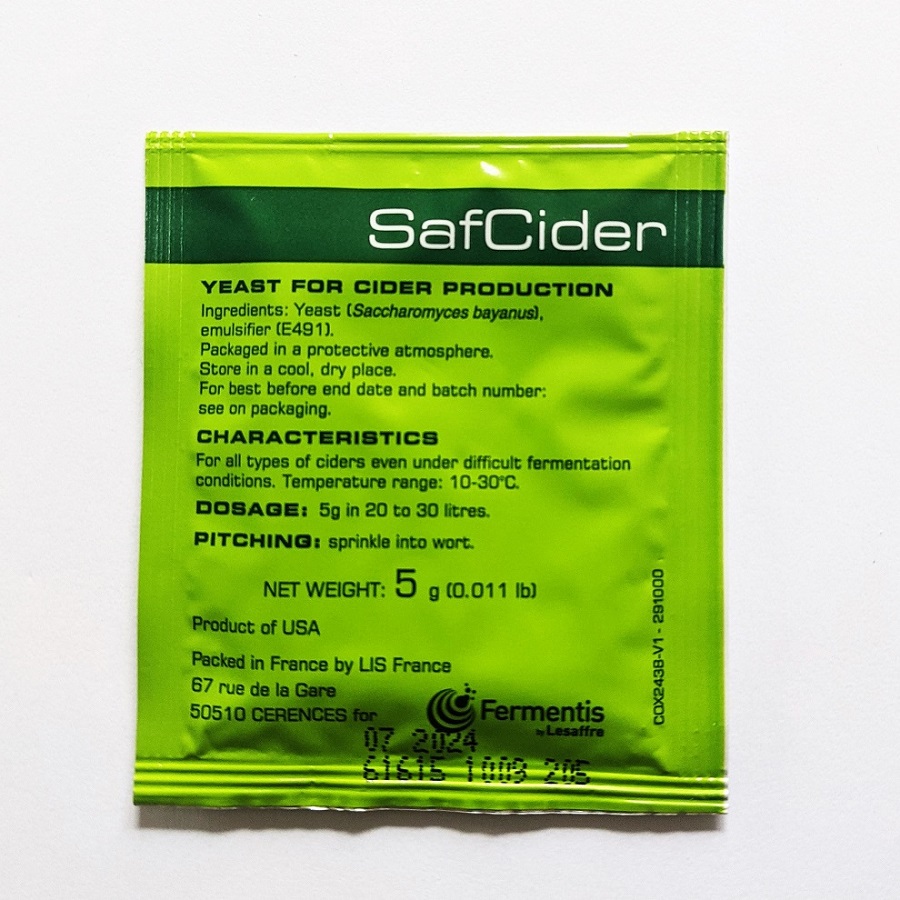 SafCider
YEAST FOR CIDER PRODUCTION
Ingredients: Yeast (Saccharomyces bayanus),
emulsifier (E491).
Packaged in a protective atmosphere.
Store in a cool, dry place.
For best before end date and batch number:
see on packaging.
CHARACTERISTICS
For all types of ciders even under difficult fermentation
conditions. Temperature range: 10-30°C.
DOSAGE: 5g in 20 to 30 litres.
PITCHING: sprinkle into wort.
NET WEIGHT: 5 g (0.011 lb)
Product of USA
Packed in France by LIS France
67 rue de la Gare
50510 CERENCES for
Fermentis
by Lesaffre
07 2024
61615 1009 205
COX2438-V1 - 291000